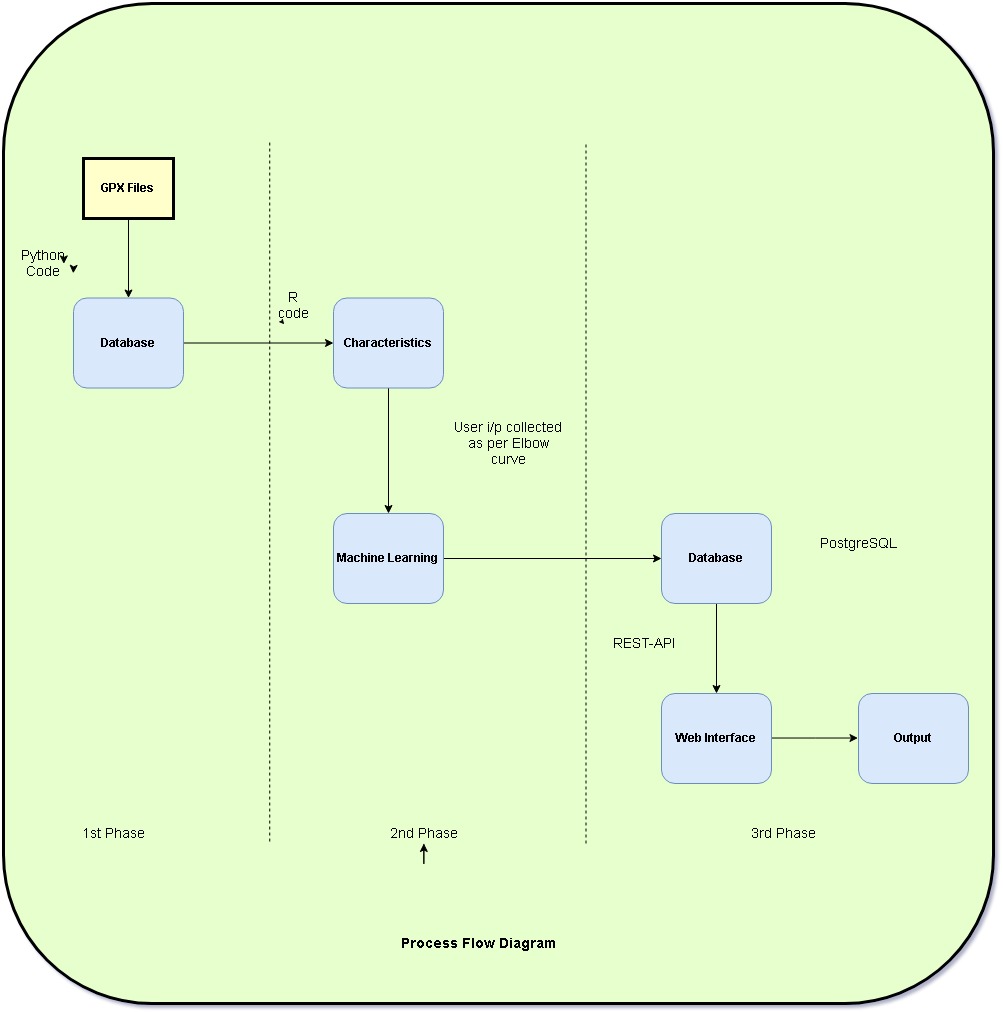 GPX Files
Python
Code
R
code
Database
Characteristics
User i/p collected
as per Elbow
curve
Machine Learning
Database
PostgreSQL
REST-API
Web Interface
Output
1st Phase
2nd Phase
3rd Phase
Process Flow Diagram